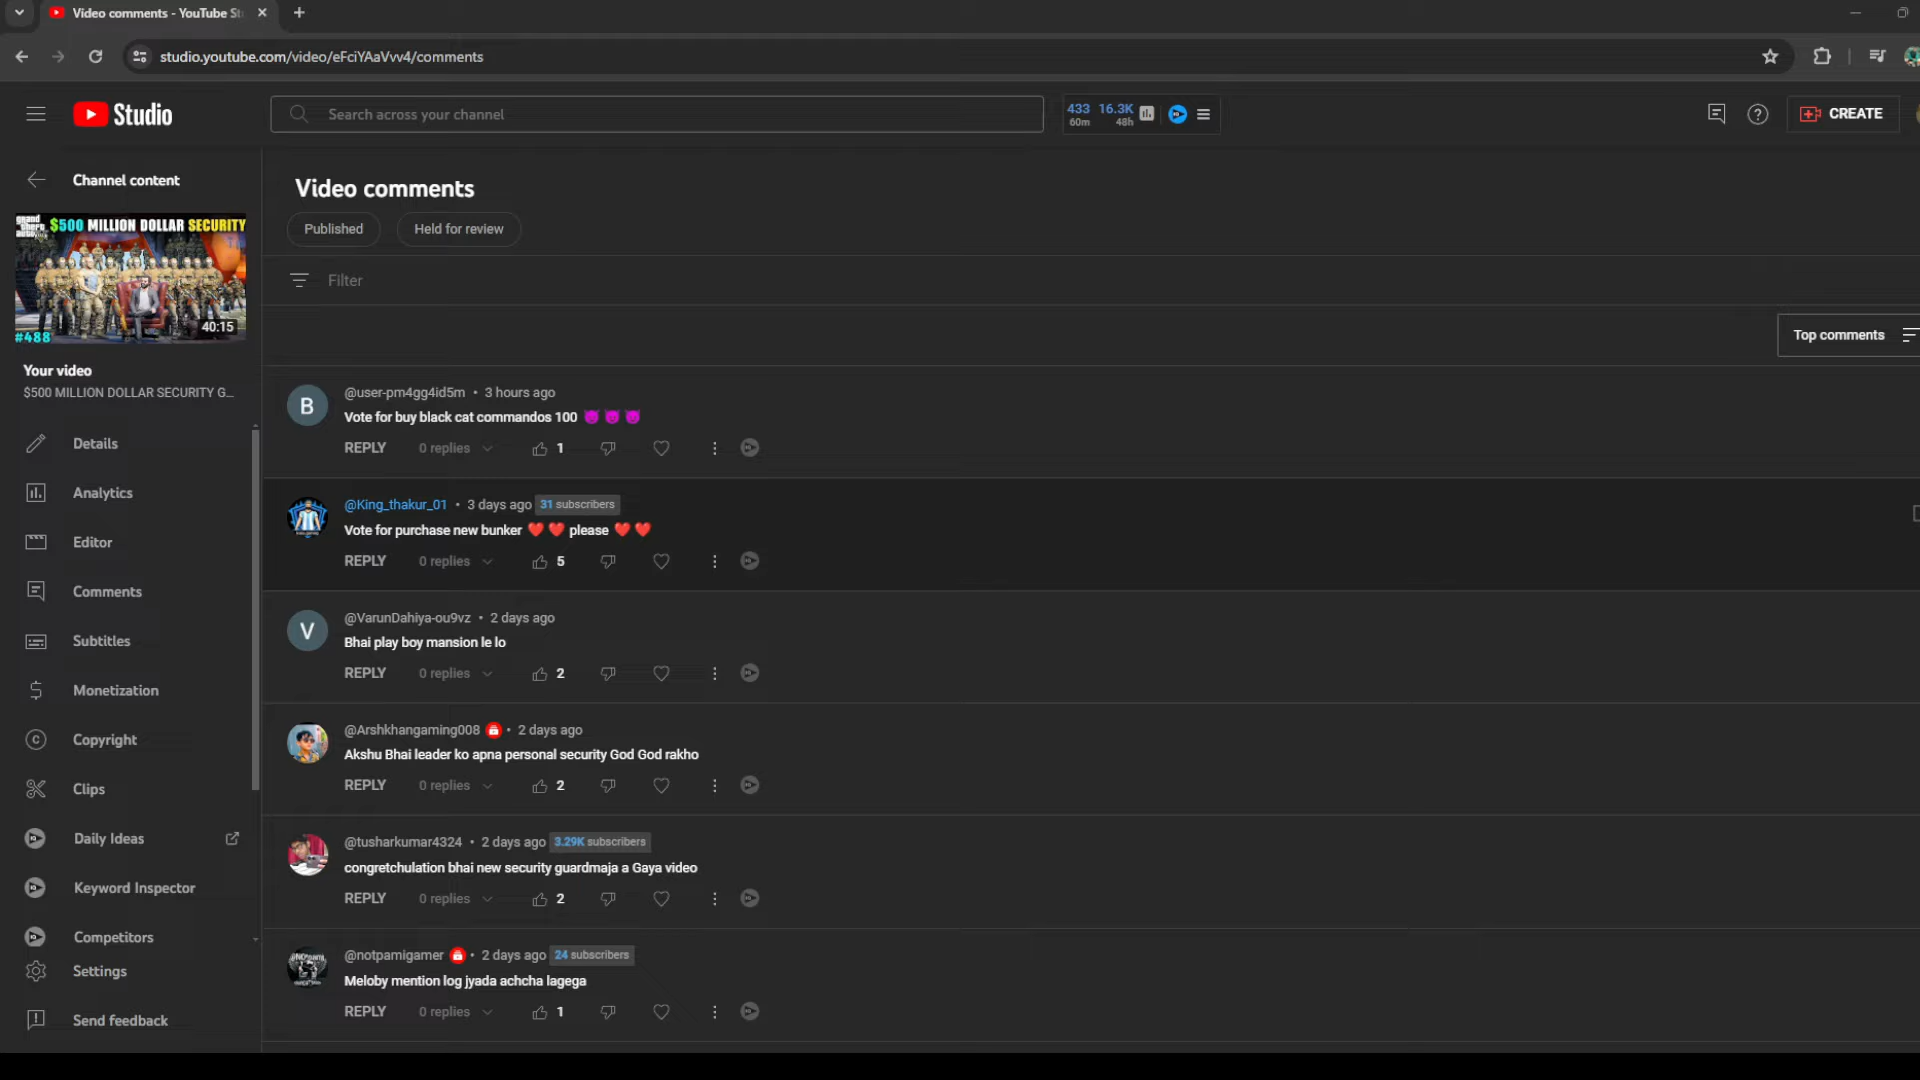 Video comments - YouTube St
studio.youtube.com/video/eFciYAaVvv4/comments
Studio
Search across your channel
433 16.3K
60m 48h
CREATE
Channel content
grand theft auto $500 MILLION DOLLAR SECURITY
40:15
#488
Your video
$500 MILLION DOLLAR SECURITY G...
Details
Analytics
Editor
Comments
Subtitles
Monetization
Copyright
Clips
Daily Ideas
Keyword Inspector
Competitors
Settings
Send feedback
Video comments
Published Held for review
Filter
Top comments
B
@user-pm4gg4id5m • 3 hours ago
Vote for buy black cat commandos 100 😈 😈 😈
REPLY 0 replies 1
@King_thakur_01 • 3 days ago 31 subscribers
Vote for purchase new bunker ❤️ ❤️ please ❤️ ❤️
REPLY 0 replies 5
V
@VarunDahiya-ou9vz • 2 days ago
Bhai play boy mansion le lo
REPLY 0 replies 2
@Arshkhangaming008 • 2 days ago
Akshu Bhai leader ko apna personal security God God rakho
REPLY 0 replies 2
@tusharkumar4324 • 2 days ago 3.29K subscribers
congretchulation bhai new security guardmaja a Gaya video
REPLY 0 replies 2
@notpamigamer • 2 days ago 24 subscribers
Meloby mention log jyada achcha lagega
REPLY 0 replies 1